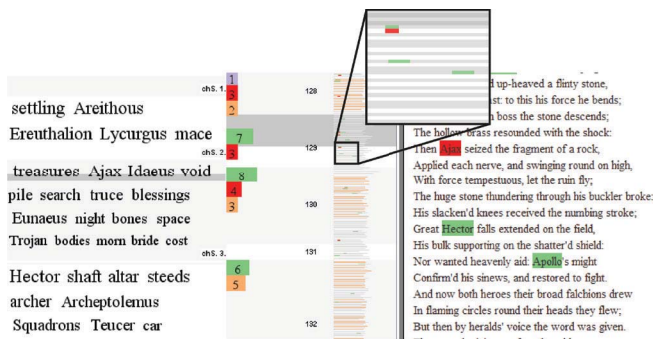 1
chS. 1.
3
128
settling Areithous
2
Ereuthalion Lycurgus mace
7
chS. 2.
3
129
treasures Ajax Idaeus void
8
pile search truce blessings
4
Eunaeus night bones space
3
130
Trojan bodies morn bride cost
chS. 3.
131
Hector shaft altar steeds
6
archer Archeptolemus
5
Squadrons Teucer car
132
up-heaved a flinty stone,
to this his force he bends;
boss the stone descends;
The hollow brass resounded with the shock:
Then Ajax seized the fragment of a rock,
Applied each nerve, and swinging round on high,
With force tempestuous, let the ruin fly;
The huge stone thundering through his buckler broke:
His slacken'd knees received the numbing stroke;
Great Hector falls extended on the field,
His bulk supporting on the shatter'd shield:
Nor wanted heavenly aid: Apollo's might
Confirm'd his sinews, and restored to fight.
And now both heroes their broad falchions drew
In flaming circles round their heads they flew;
But then by heralds' voice the word was given.